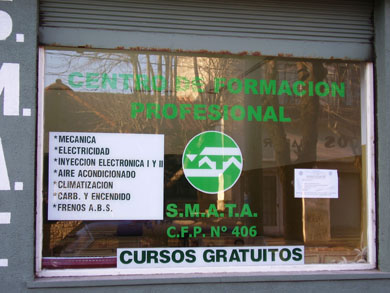 CENTRO DE FORMACION
PROFESIONAL
*MECANICA
*ELECTRICIDAD
*INYECCION ELECTRONICA I Y II
*AIRE ACONDICIONADO
*CLIMATIZACION
*CARB. Y ENCENDIDO
*FRENOS A.B.S.
S.M.A.T.A.
C.F.P. Nº 406
CURSOS GRATUITOS
S.
M.
A.